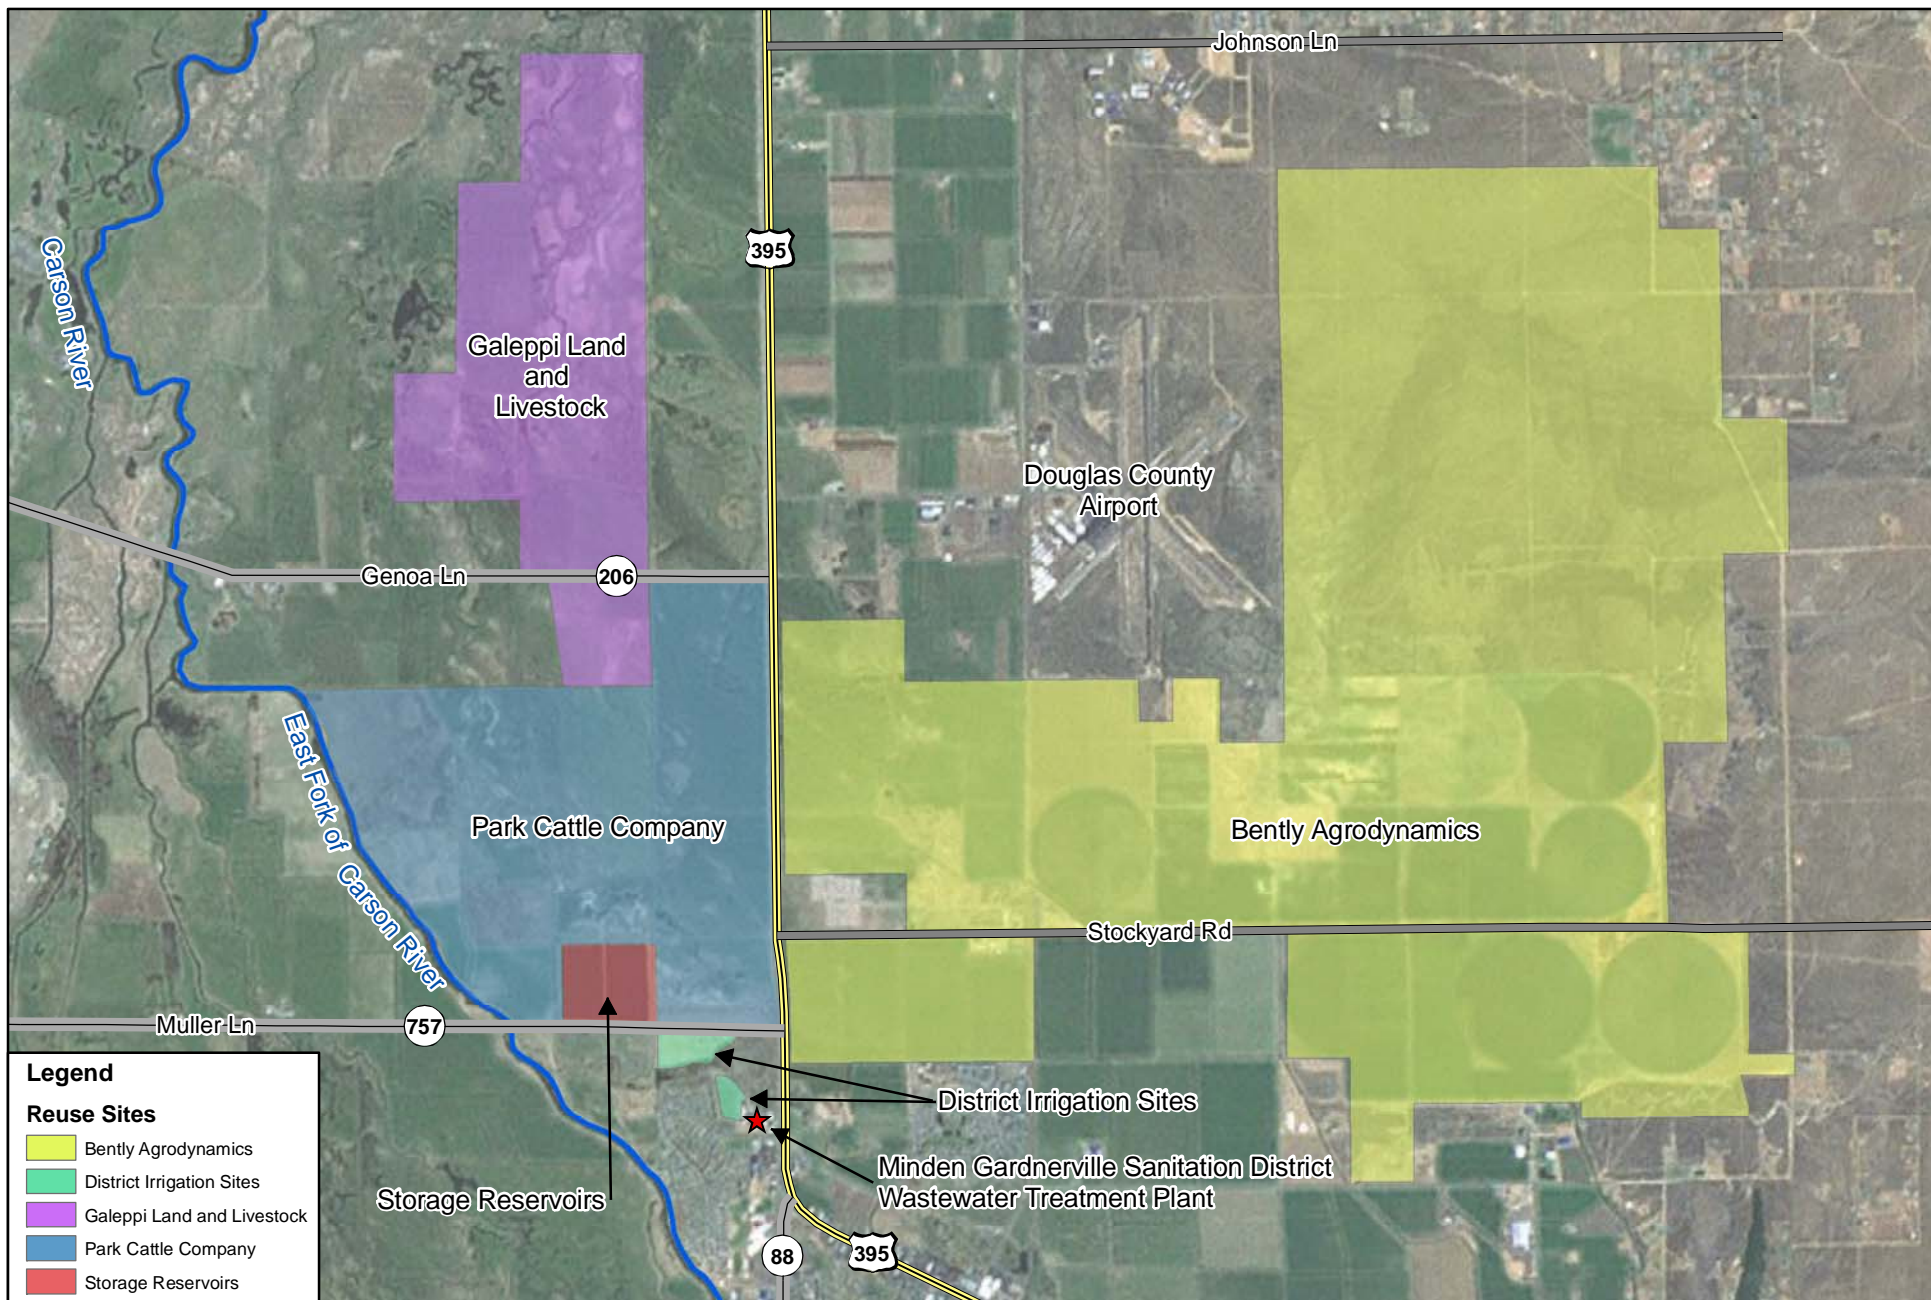 Johnson Ln
395
Carson River
Galeppi Land
and
Livestock
Douglas County
Airport
Genoa Ln
206
East Fork of Carson River
Park Cattle Company
Bently Agrodynamics
Stockyard Rd
Muller Ln
757
District Irrigation Sites
Minden Gardnerville Sanitation District
Wastewater Treatment Plant
Storage Reservoirs
88
395
Legend
Reuse Sites
Bently Agrodynamics
District Irrigation Sites
Galeppi Land and Livestock
Park Cattle Company
Storage Reservoirs